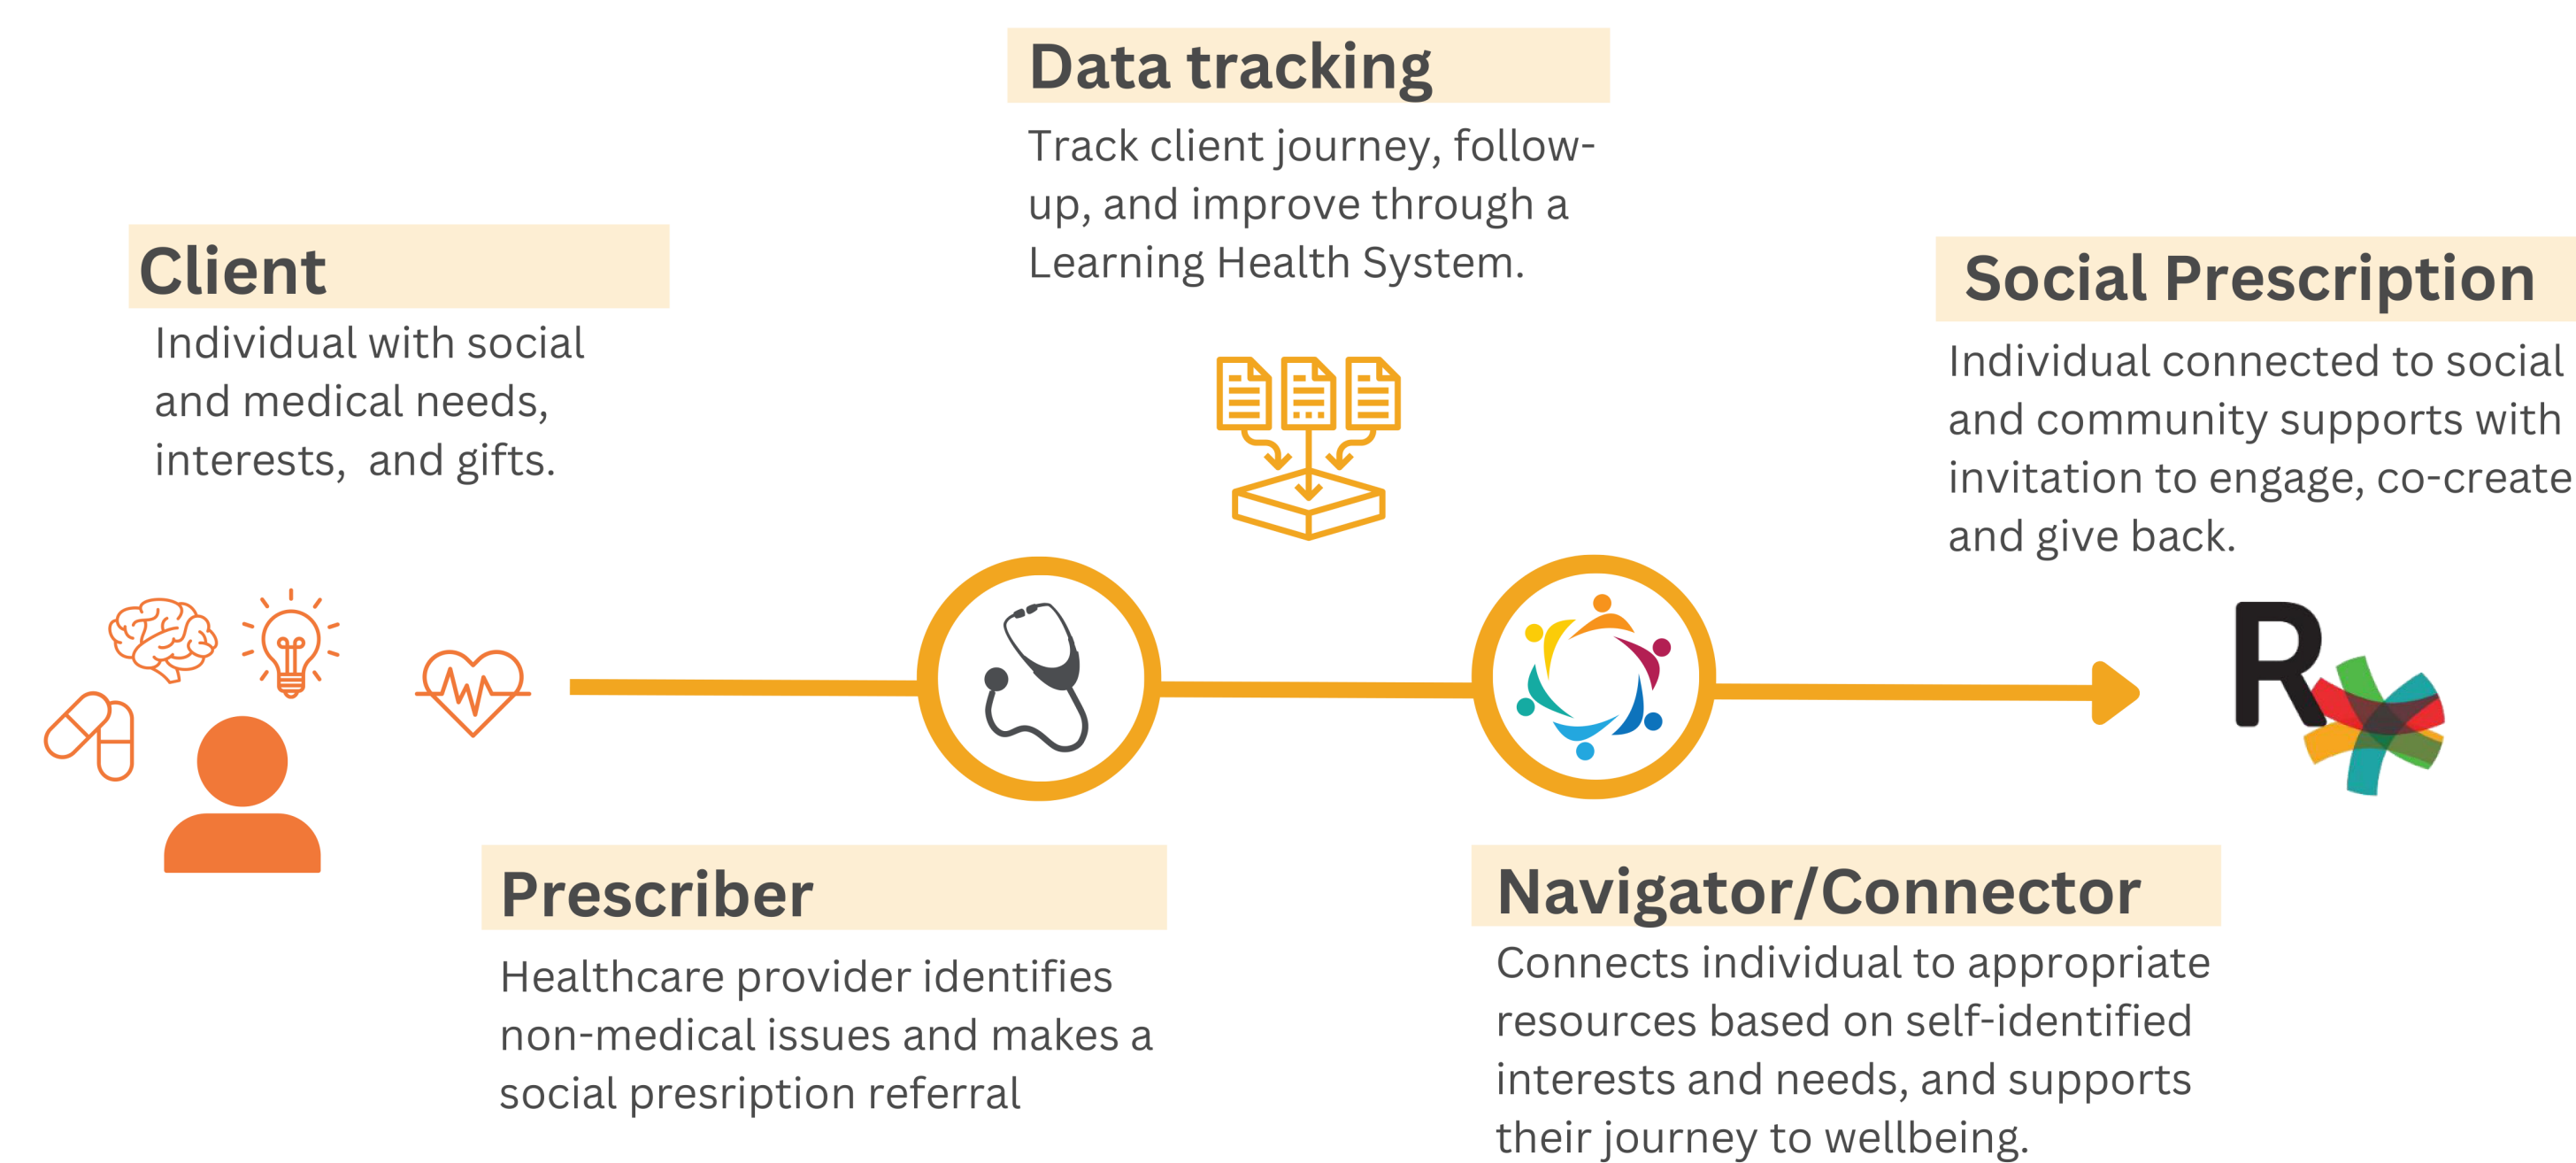 Data tracking
Track client journey, follow-
up, and improve through a
Learning Health System.
Client
Individual with social
and medical needs,
interests, and gifts.
Social Prescription
Individual connected to social
and community supports with
invitation to engage, co-create
and give back.
R
Prescriber
Healthcare provider identifies
non-medical issues and makes a
social presription referral
Navigator/Connector
Connects individual to appropriate
resources based on self-identified
interests and needs, and supports
their journey to wellbeing.